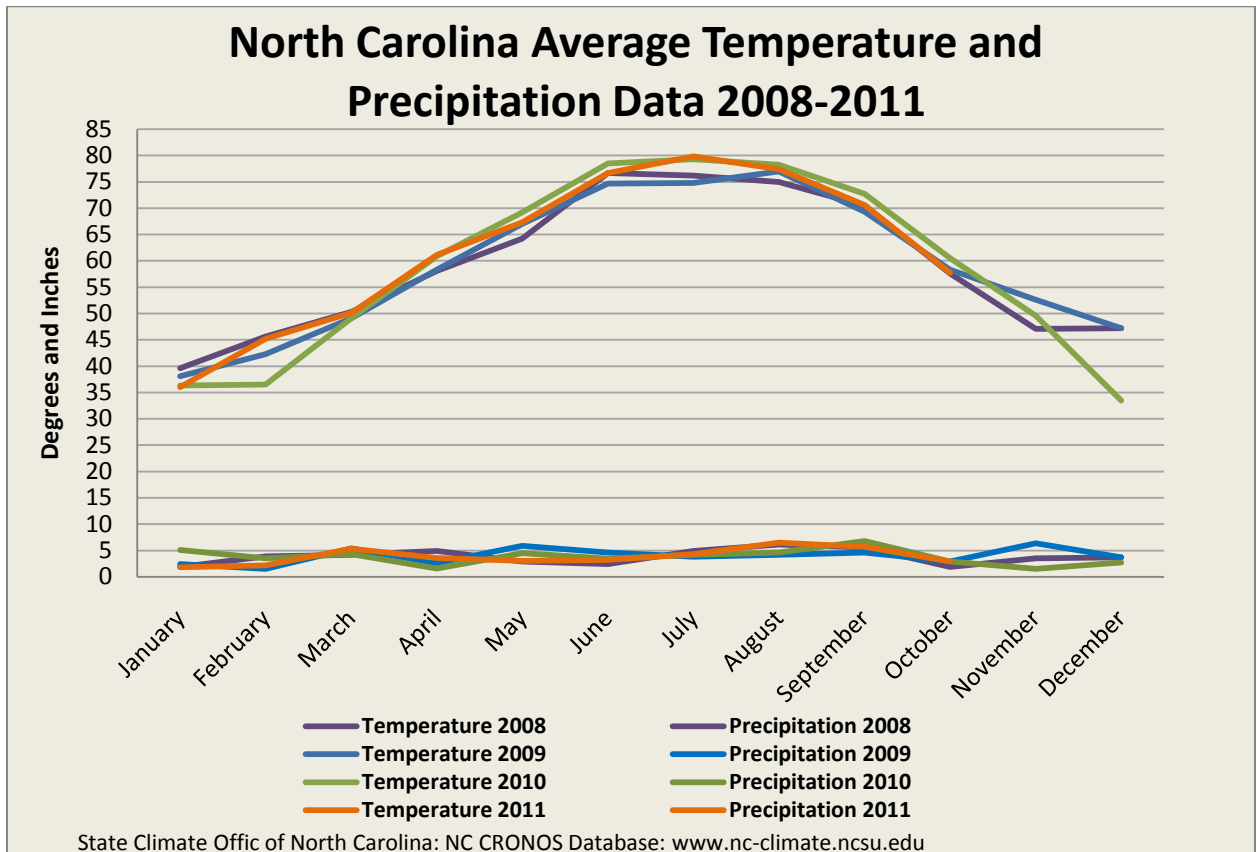 North Carolina Average Temperature and
Precipitation Data 2008-2011
Degrees and Inches
85
80
75
70
65
60
55
50
45
40
35
30
25
20
15
10
5
0
January
February
March
April
May
June
July
August
September
October
November
December
Temperature 2008
Precipitation 2008
Temperature 2009
Precipitation 2009
Temperature 2010
Precipitation 2010
Temperature 2011
Precipitation 2011
State Climate Offic of North Carolina: NC CRONOS Database: www.nc-climate.ncsu.edu